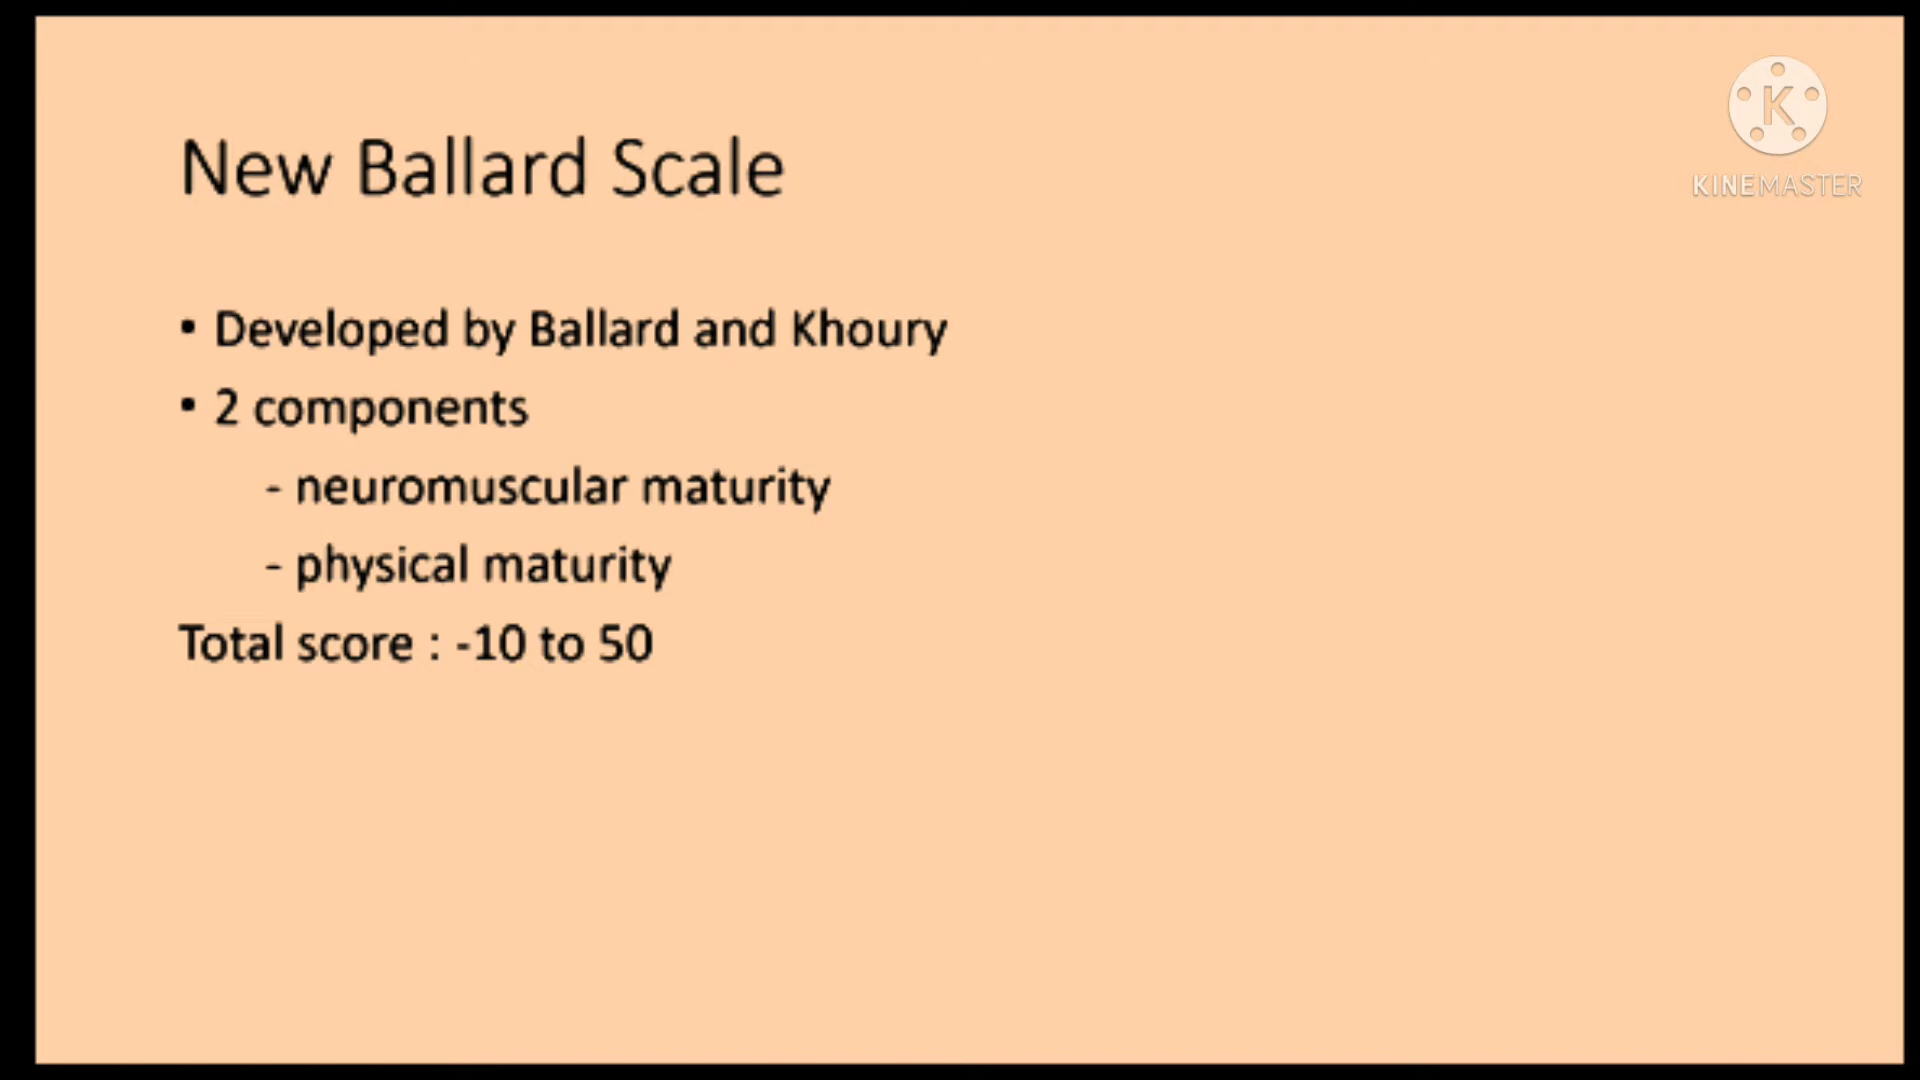 New Ballard Scale
K
KINEMASTER
• Developed by Ballard and Khoury
• 2 components
- neuromuscular maturity
- physical maturity
Total score : -10 to 50